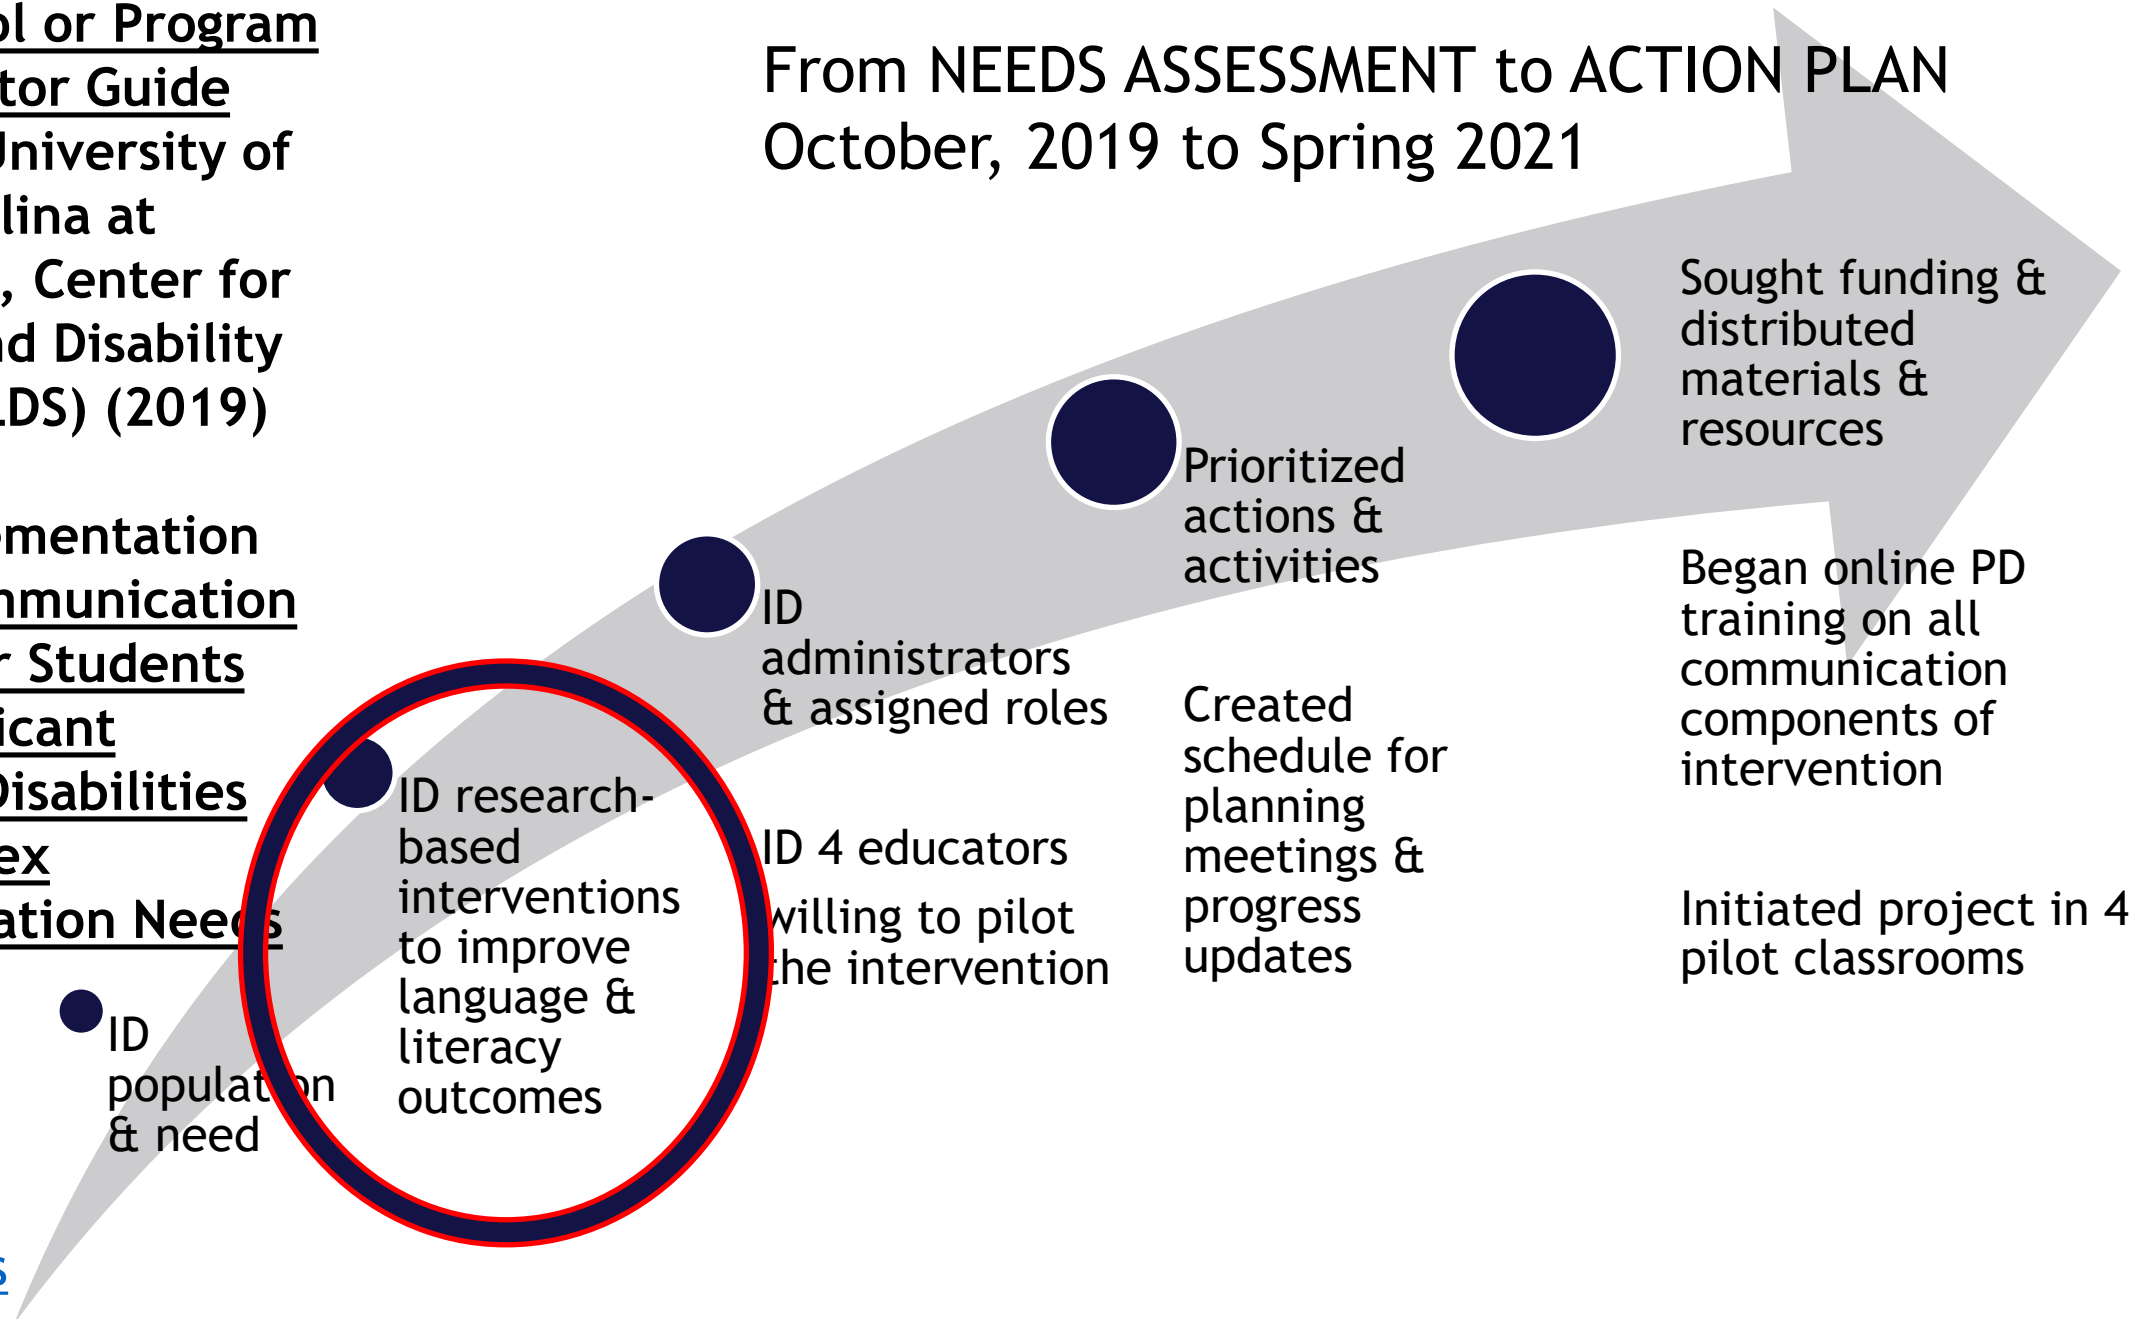 ol or Program
tor Guide
University of
lina at
, Center for
nd Disability
LDS) (2019)
ementation
mmunication
r Students
icant
Disabilities
ex
ation Needs
s
From NEEDS ASSESSMENT to ACTION PLAN
October, 2019 to Spring 2021
ID
population
& need
ID research-
based
interventions
to improve
language &
literacy
outcomes
ID
administrators
& assigned roles
ID 4 educators
willing to pilot
the intervention
Prioritized
actions &
activities
Created
schedule for
planning
meetings &
progress
updates
Sought funding &
distributed
materials &
resources
Began online PD
training on all
communication
components of
intervention
Initiated project in 4
pilot classrooms